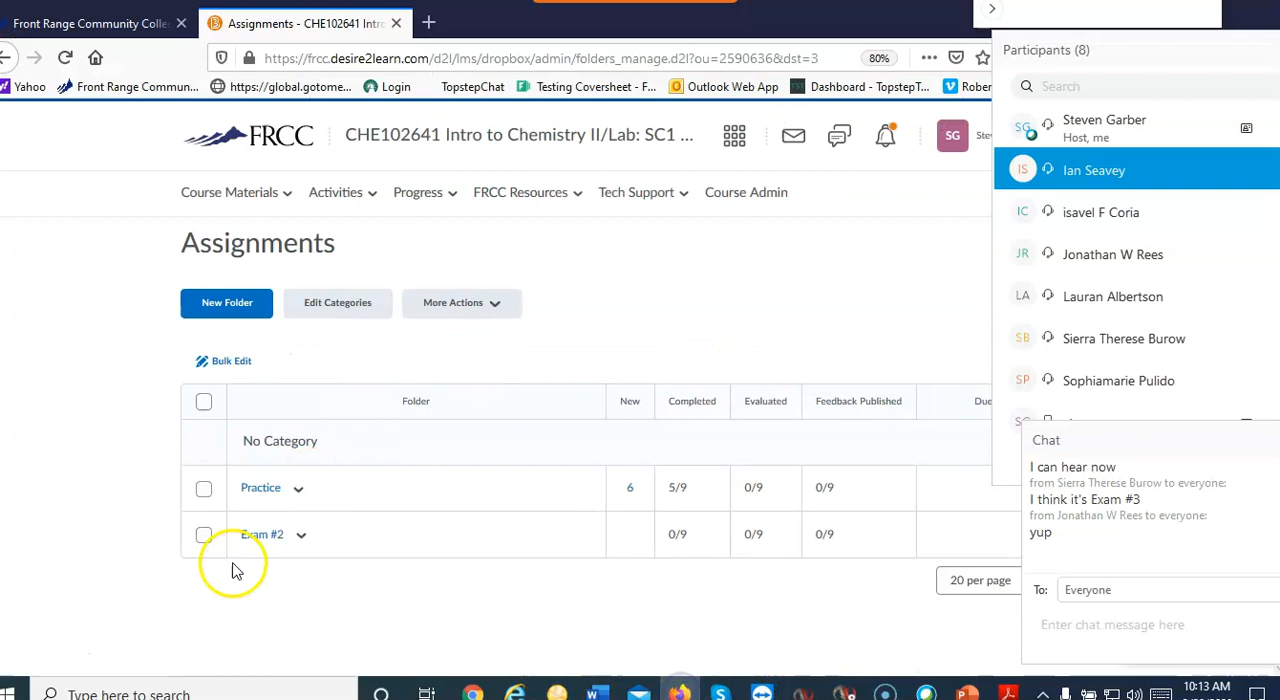 Front Range Community Colle
Assignments - CHE102641 Intro
https://frcc.desire2learn.com/d2l/lms/dropbox/admin/folders_manage.d2l?ou=2590636&dst=3
80%
Yahoo
Front Range Commun...
https://global.gotome...
Login
TopstepChat
Testing Coversheet - F...
Outlook Web App
Dashboard - TopstepT...
Rober
FRCC
CHE102641 Intro to Chemistry II/Lab: SC1 ...
SG
Ste
Course Materials
Activities
Progress
FRCC Resources
Tech Support
Course Admin
Assignments
New Folder
Edit Categories
More Actions
Bulk Edit
Folder
New
Completed
Evaluated
Feedback Published
Due
No Category
Practice
6
5/9
0/9
0/9
Exam #2
0/9
0/9
0/9
20 per page
Participants (8)
Search
SG
Steven Garber
Host, me
IS
Ian Seavey
IC
isavel F Coria
JR
Jonathan W Rees
LA
Lauran Albertson
SB
Sierra Therese Burow
SP
Sophiamarie Pulido
Chat
I can hear now
from Sierra Therese Burow to everyone:
I think it's Exam #3
from Jonathan W Rees to everyone:
yup
To:
Everyone
Enter chat message here
Type here to search
10:13 AM